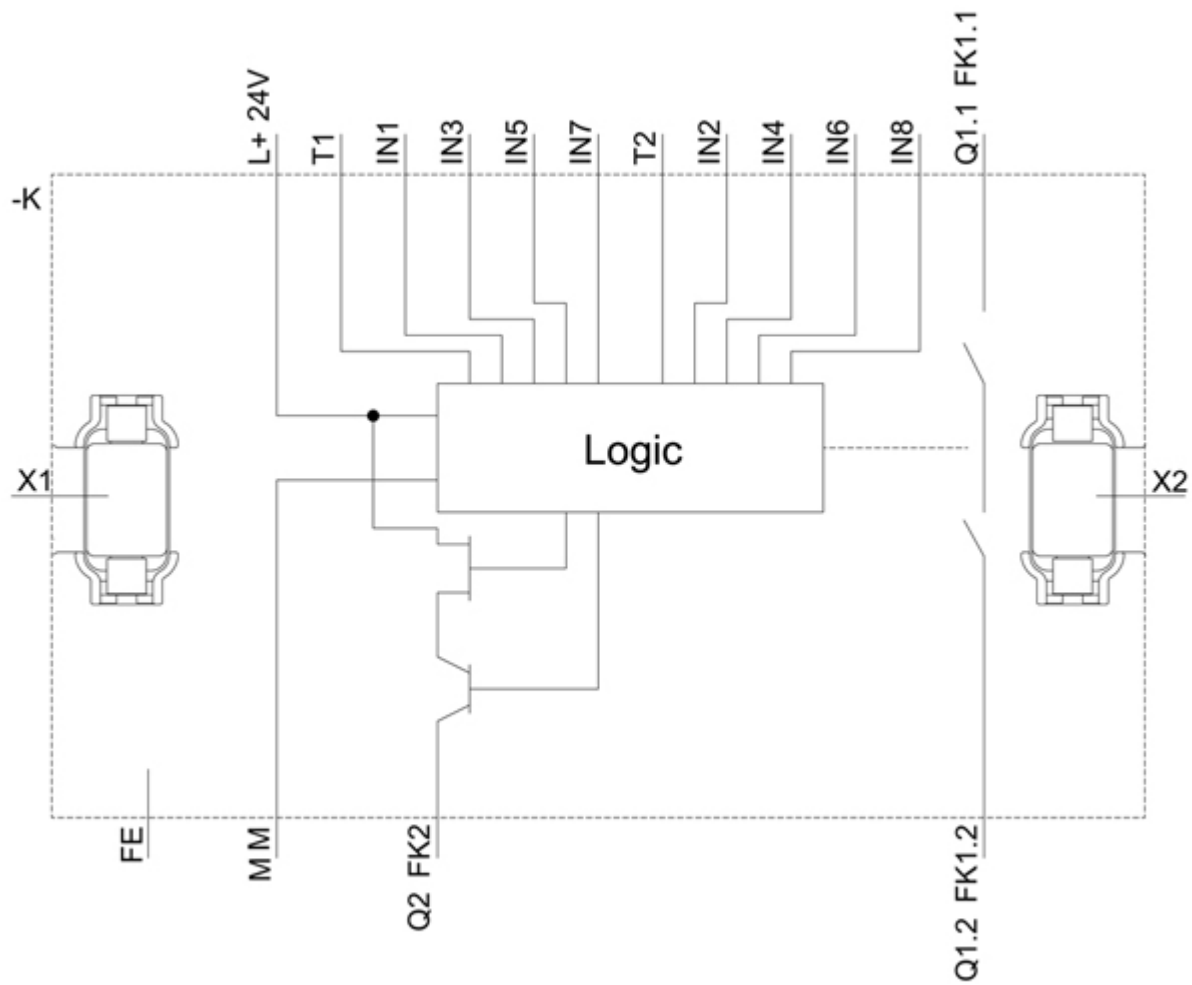 L+ 24V
T1
IN1
IN3
IN5
IN7
T2
IN2
IN4
IN6
IN8
Q1.1 FK1.1
-K
Logic
X1
X2
FE
M M
Q2 FK2
Q1.2 FK1.2